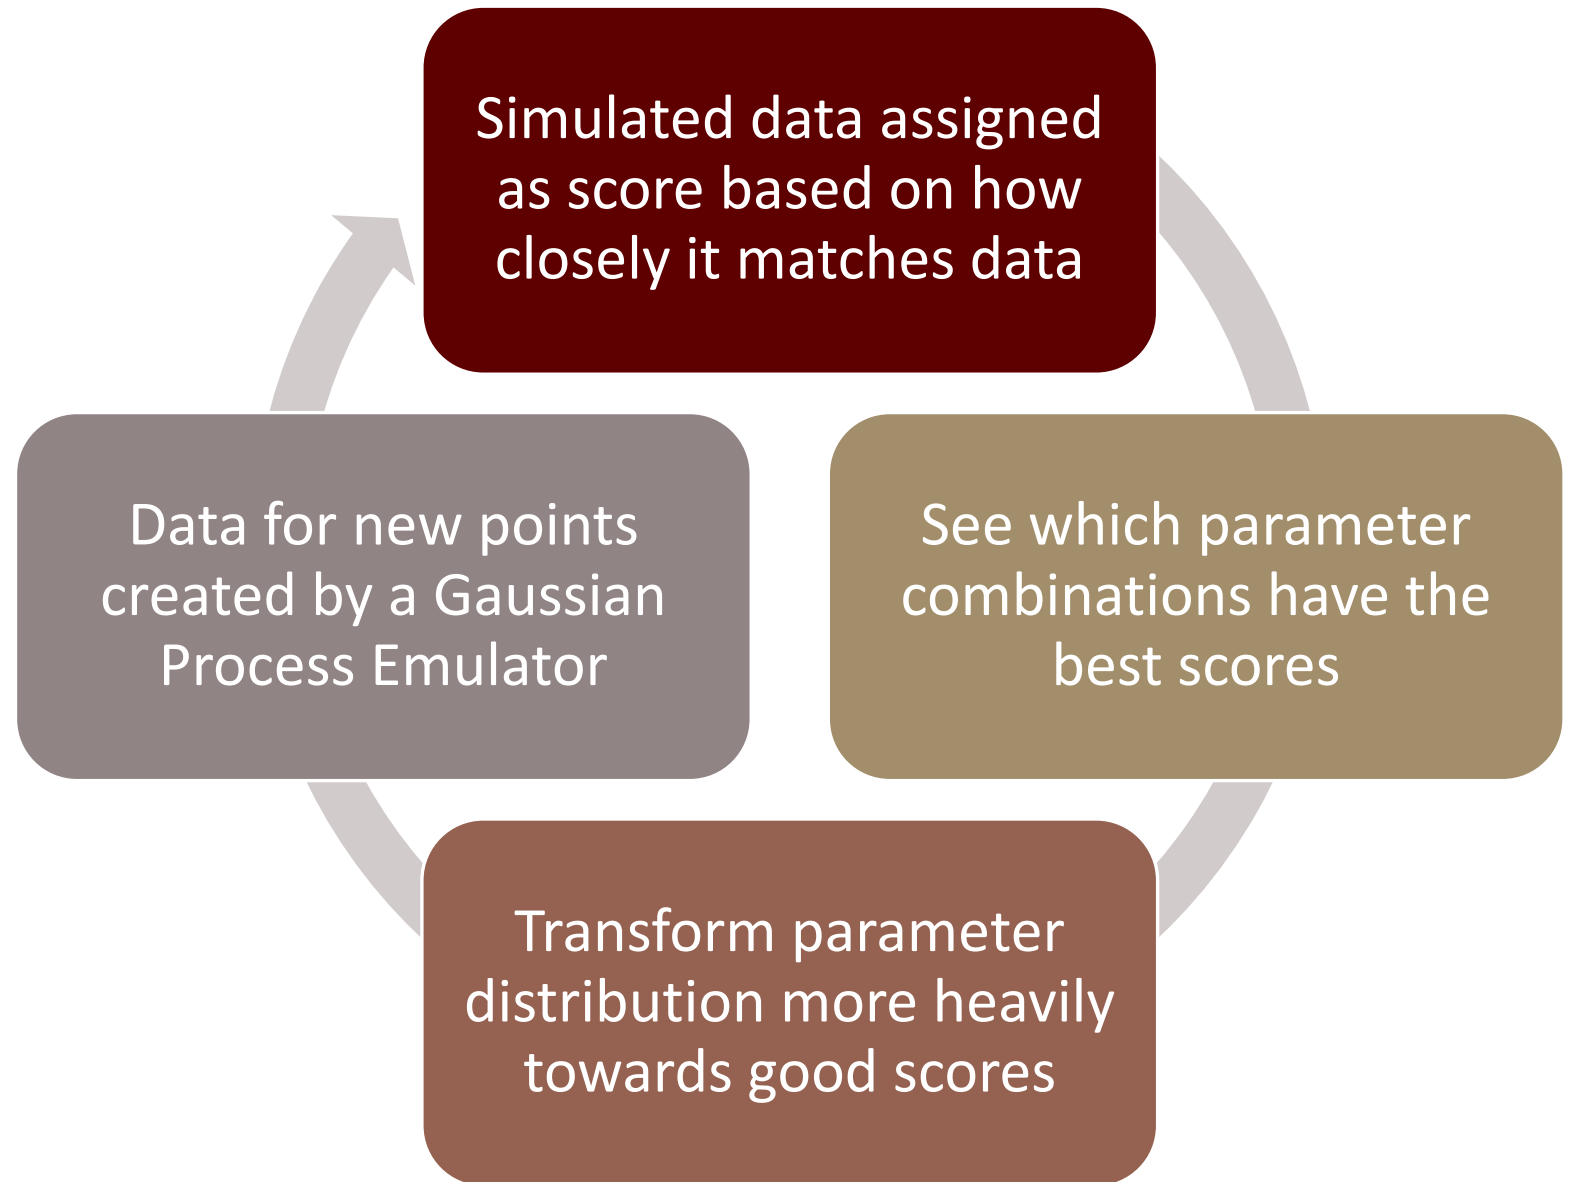 Simulated data assigned
as score based on how
closely it matches data
See which parameter
combinations have the
best scores
Transform parameter
distribution more heavily
towards good scores
Data for new points
created by a Gaussian
Process Emulator